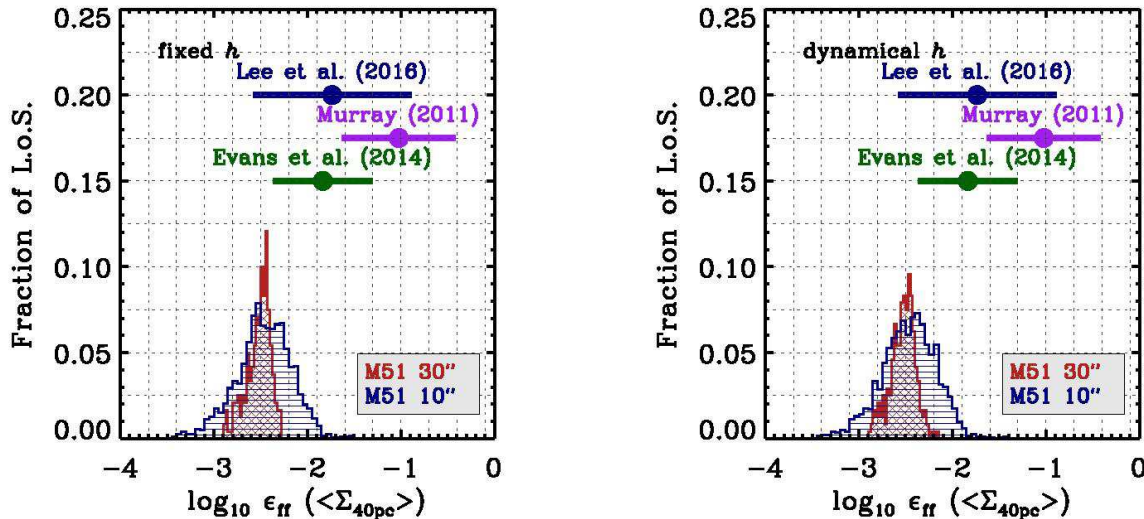 0.25
fixed h
Lee et al. (2016)
0.20
Murray (2011)
Evans et al. (2014)
0.15
0.10
0.05
0.00
Fraction of L.o.S.
M51 30″
M51 10″
−4 −3 −2 −1 0
log₁₀ ϵff (<Σ₄₀pc>)
0.25
dynamical h
Lee et al. (2016)
0.20
Murray (2011)
Evans et al. (2014)
0.15
0.10
0.05
0.00
Fraction of L.o.S.
M51 30″
M51 10″
−4 −3 −2 −1 0
log₁₀ ϵff (<Σ₄₀pc>)